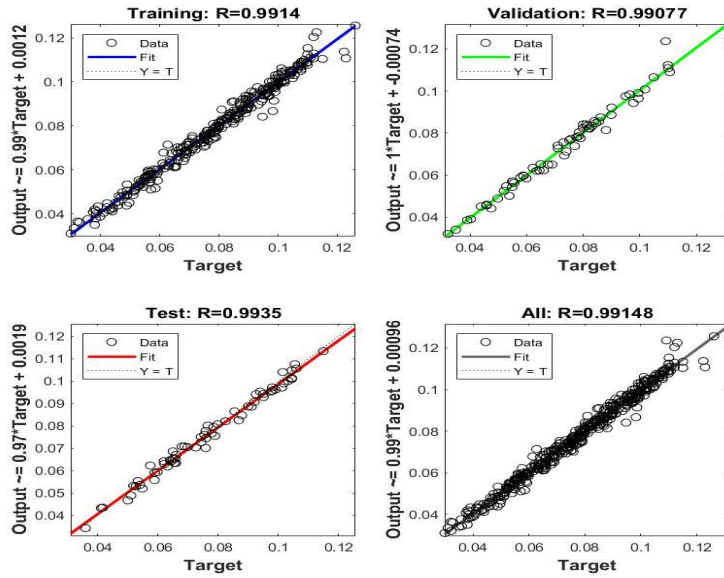 Training: R=0.9914
Output ~= 0.99*Target + 0.0012
0.12
0.1
0.08
0.06
0.04
Data
Fit
Y = T
0.04
0.06
0.08
0.1
0.12
Target
Validation: R=0.99077
Output ~= 1*Target + -0.00074
0.12
0.1
0.08
0.06
0.04
Data
Fit
Y = T
0.04
0.06
0.08
0.1
0.12
Target
Test: R=0.9935
Output ~= 0.97*Target + 0.0019
0.12
0.11
0.1
0.09
0.08
0.07
0.06
0.05
0.04
Data
Fit
Y = T
0.04
0.06
0.08
0.1
0.12
Target
All: R=0.99148
Output ~= 0.99*Target + 0.00096
0.12
0.1
0.08
0.06
0.04
Data
Fit
Y = T
0.04
0.06
0.08
0.1
0.12
Target